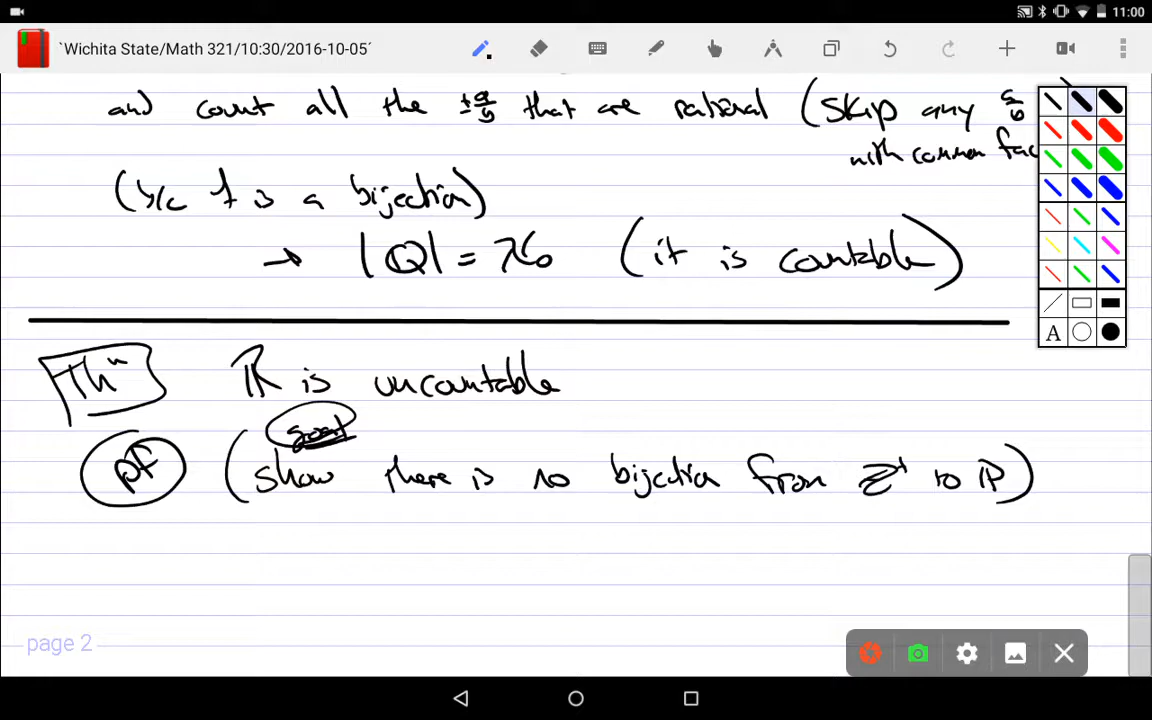 11:00
`Wichita State/Math 321/10:30/2016-10-05´
and count all the ± a/b that are rational (skip any a/b
with common fac
(b/c f is a bijection)
→ |Q| = ℵ₀ (it is countable)
Thᵐ ℝ is uncountable
goal
pf (show there is no bijection from ℤ⁺ to ℝ)
A
page 2